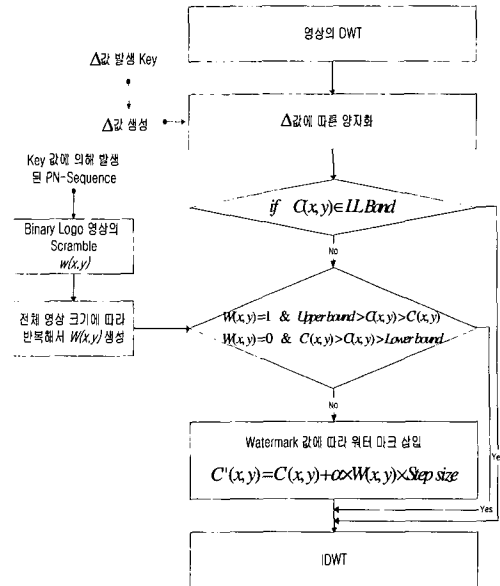 영상의 DWT
Δ값 발생 Key
Δ값 생성
Δ값에 따른 양자화
Key 값에 의해 발생
된 PN-Sequence
if C(x,y)∈LL Band
Binary Logo 영상의
Scramble
w(x,y)
No
전체 영상 크기에 따라
반복해서 W(x,y) 생성
W(x,y)=1 & Upper bound>C(x,y)>C'(x,y)
W(x,y)=0 & C'(x,y)>C(x,y)>Lower bound
No
Watermark 값에 따라 워터 마크 삽입
C'(x,y)=C(x,y)+α×W(x,y)×Step size
Yes
Yes
IDWT